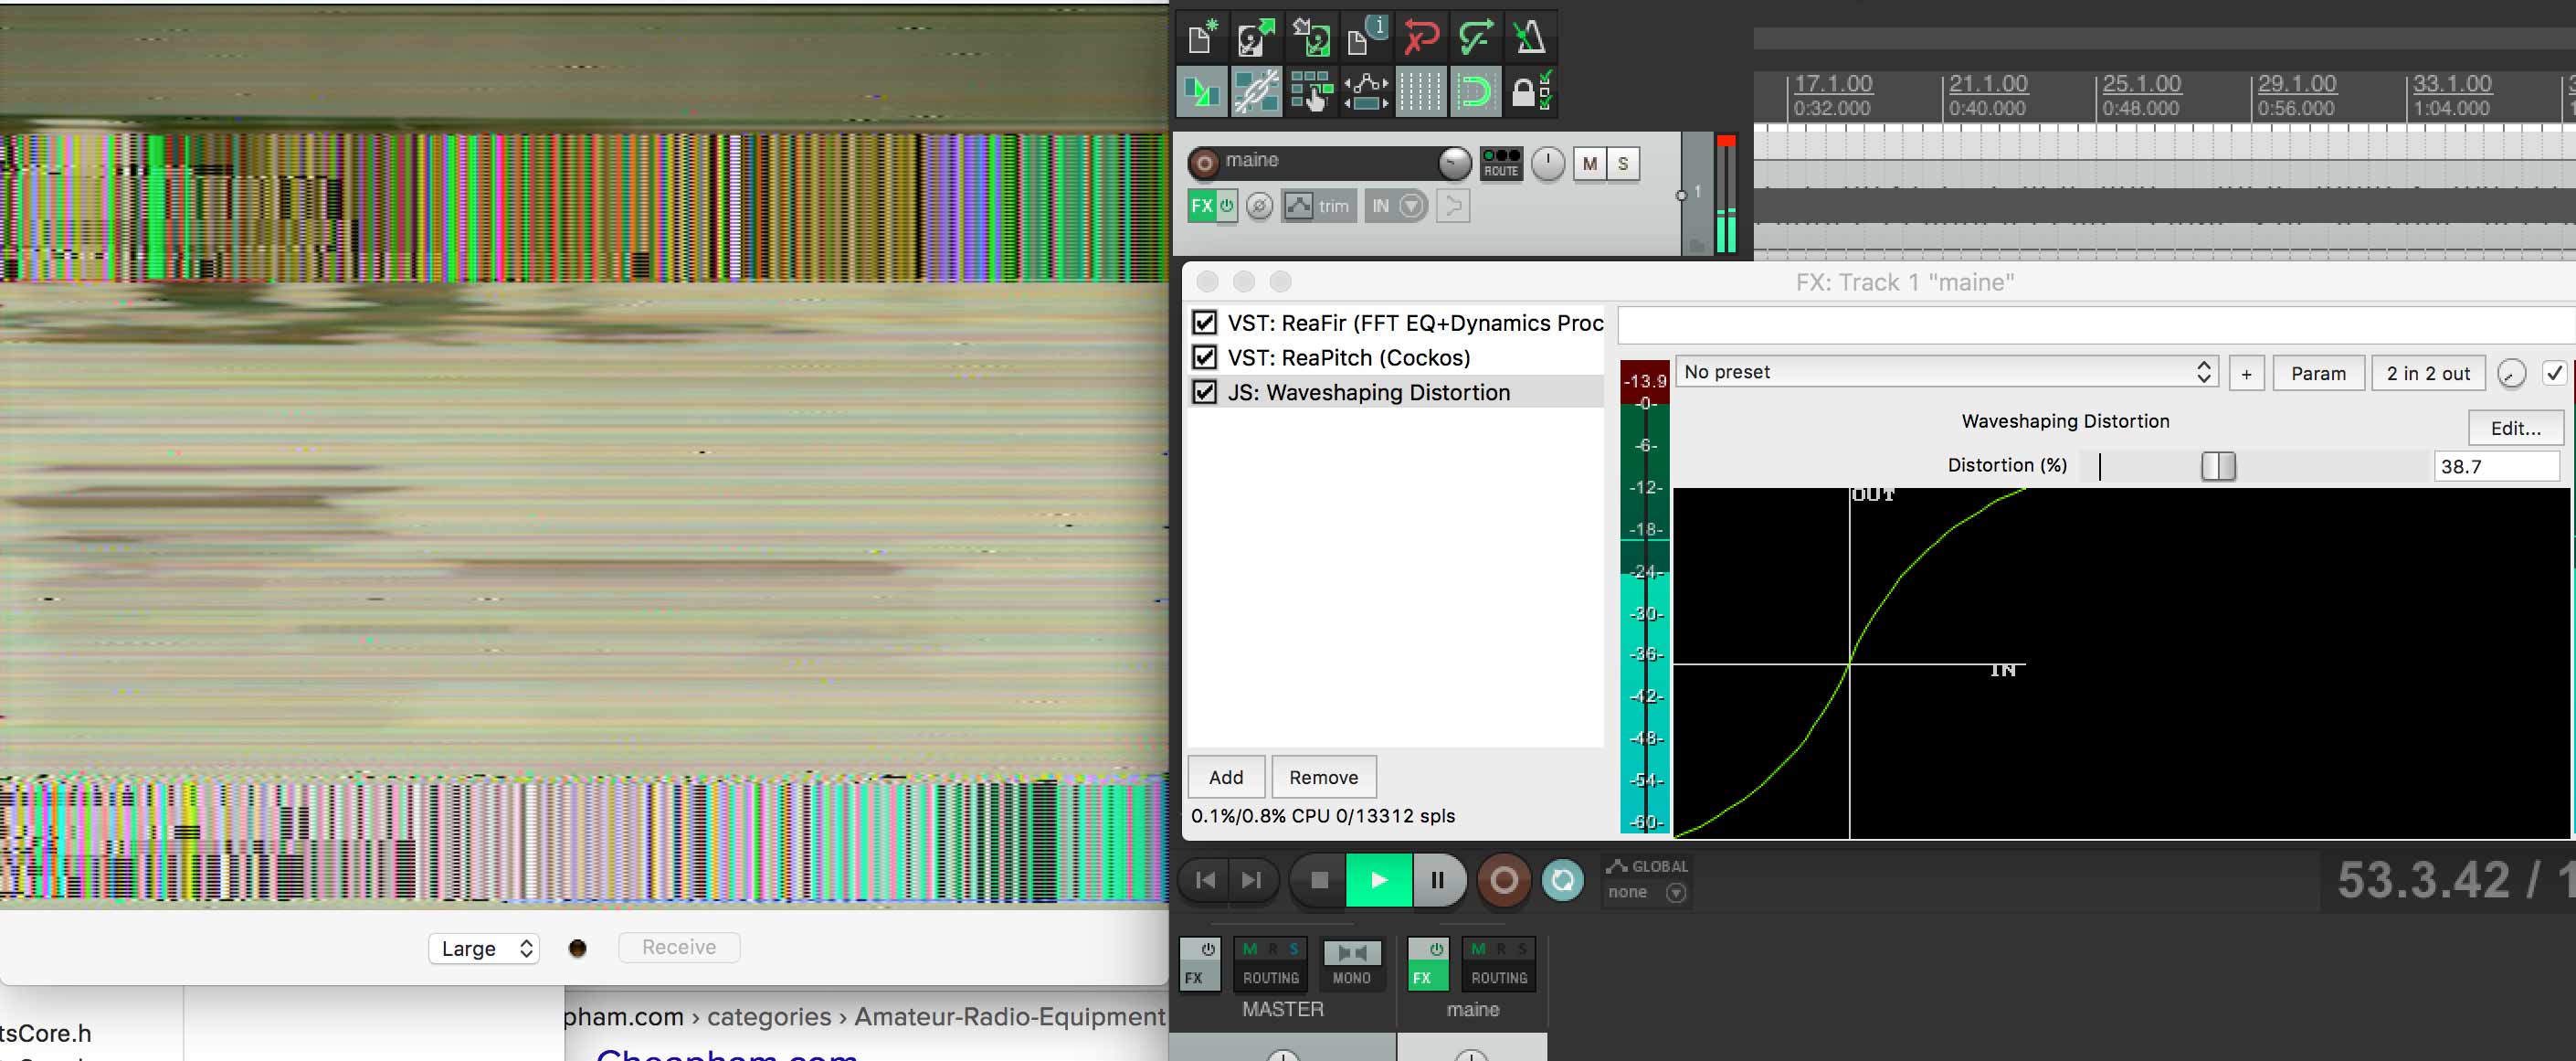 17.1.00 21.1.00 25.1.00 29.1.00 33.1.00
0:32.000 0:40.000 0:48.000 0:56.000 1:04.000
maine ROUTE M S
FX trim IN 1
FX: Track 1 "maine"
VST: ReaFir (FFT EQ+Dynamics Proc
VST: ReaPitch (Cockos)
JS: Waveshaping Distortion
No preset + Param 2 in 2 out
-13.9
-0-
-6-
-12-
-18-
-24-
-30-
-36-
-42-
-48-
-54-
-60-
Waveshaping Distortion
Edit...
Distortion (%) 38.7
OUT
IN
Add Remove
0.1%/0.8% CPU 0/13312 spls
GLOBAL
none
53.3.42 / 1
Large Receive
FX M R S ROUTING MONO
MASTER
FX M R S ROUTING
maine
tsCore.h
pham.com › categories › Amateur-Radio-Equipment
Cheapham.com